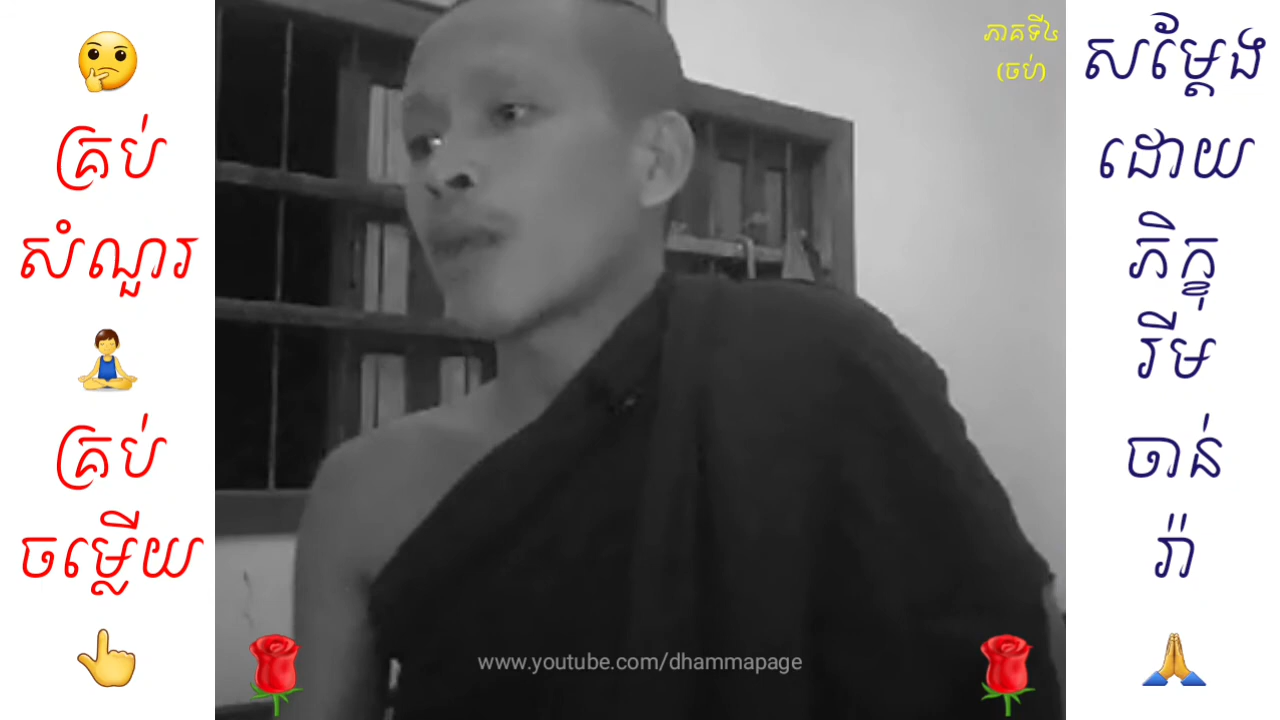 គ្រប់
សំណួរ
គ្រប់
ចម្លើយ
ភាគទី៤
(ចប់)
សម្តែង
ដោយ
ភិក្ខុ
រីម
ចាន់
រ៉ា
www.youtube.com/dhammapage